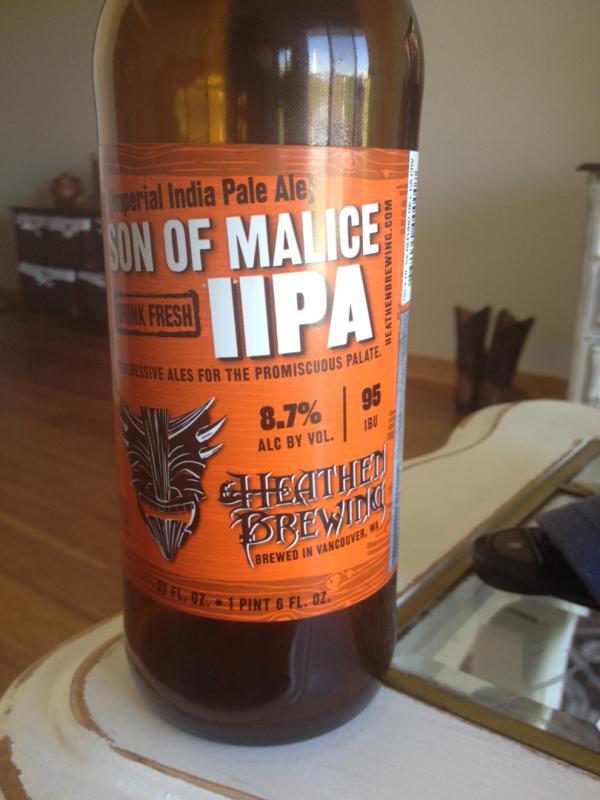 {Imperial India Pale Ale}
SON OF MALICE
IIPA
DRINK FRESH
PROGRESSIVE ALES FOR THE PROMISCUOUS PALATE.
8.7%
ALC BY VOL.
95
IBU
HEATHEN
BREWING
BREWED IN VANCOUVER, WA
22 FL. OZ. • 1 PINT 6 FL. OZ.
HEATHENBREWING.COM